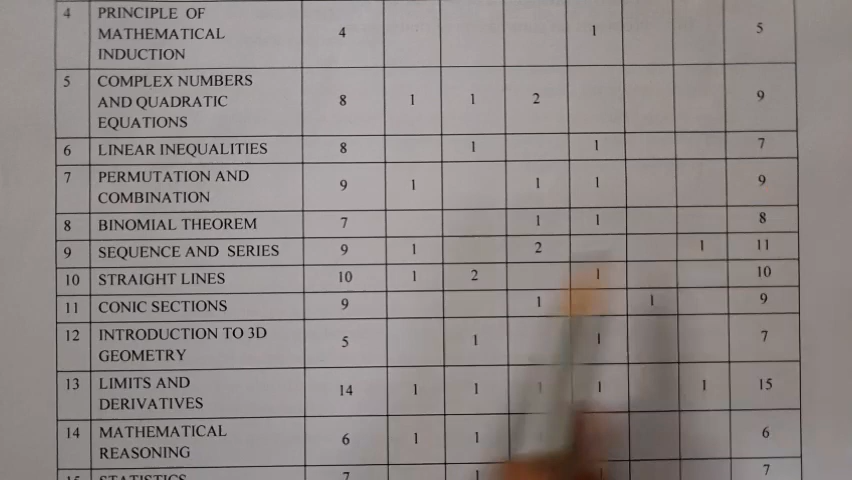 4 PRINCIPLE OF MATHEMATICAL INDUCTION 4 1 5
5 COMPLEX NUMBERS AND QUADRATIC EQUATIONS 8 1 1 2 9
6 LINEAR INEQUALITIES 8 1 1 7
7 PERMUTATION AND COMBINATION 9 1 1 1 9
8 BINOMIAL THEOREM 7 1 1 8
9 SEQUENCE AND SERIES 9 1 2 1 11
10 STRAIGHT LINES 10 1 2 1 10
11 CONIC SECTIONS 9 1 1 9
12 INTRODUCTION TO 3D GEOMETRY 5 1 1 7
13 LIMITS AND DERIVATIVES 14 1 1 1 1 1 15
14 MATHEMATICAL REASONING 6 1 1 6
15 STATISTICS 7 1 1 7